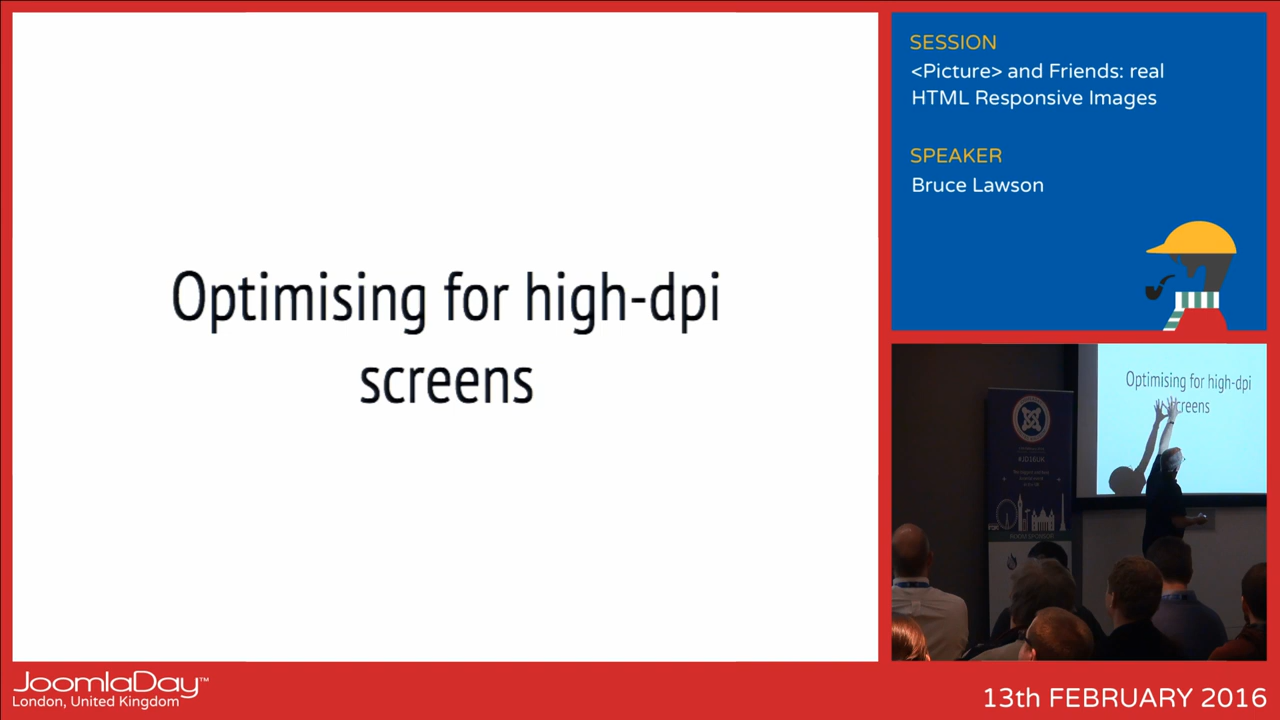 Optimising for high-dpi
screens
SESSION
<Picture> and Friends: real
HTML Responsive Images
SPEAKER
Bruce Lawson
Optimising for high-dpi
screens
#JD16UK
JoomlaDay™
London, United Kingdom
13th FEBRUARY 2016